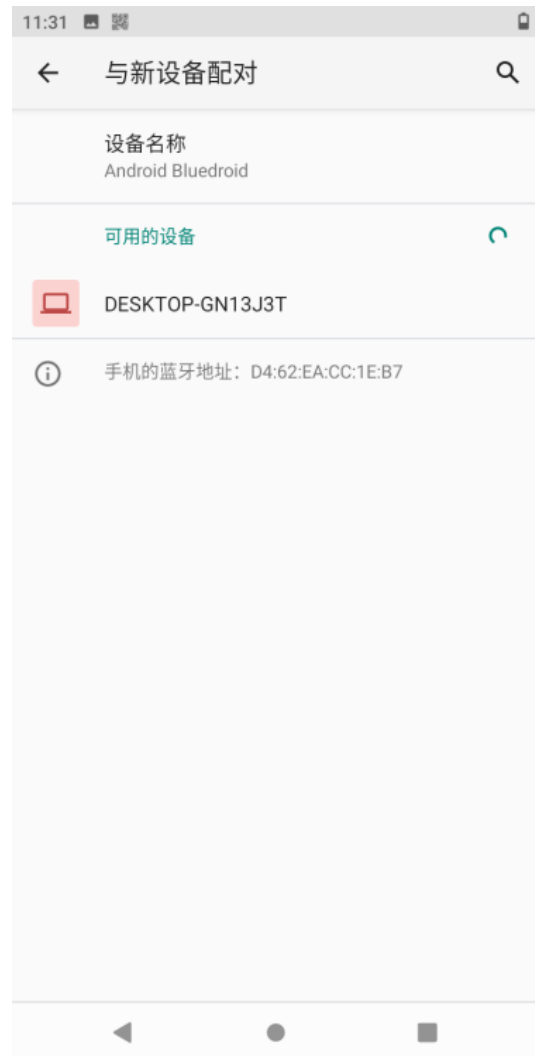 11:31
与新设备配对
设备名称
Android Bluedroid
可用的设备
DESKTOP-GN13J3T
手机的蓝牙地址：D4:62:EA:CC:1E:B7